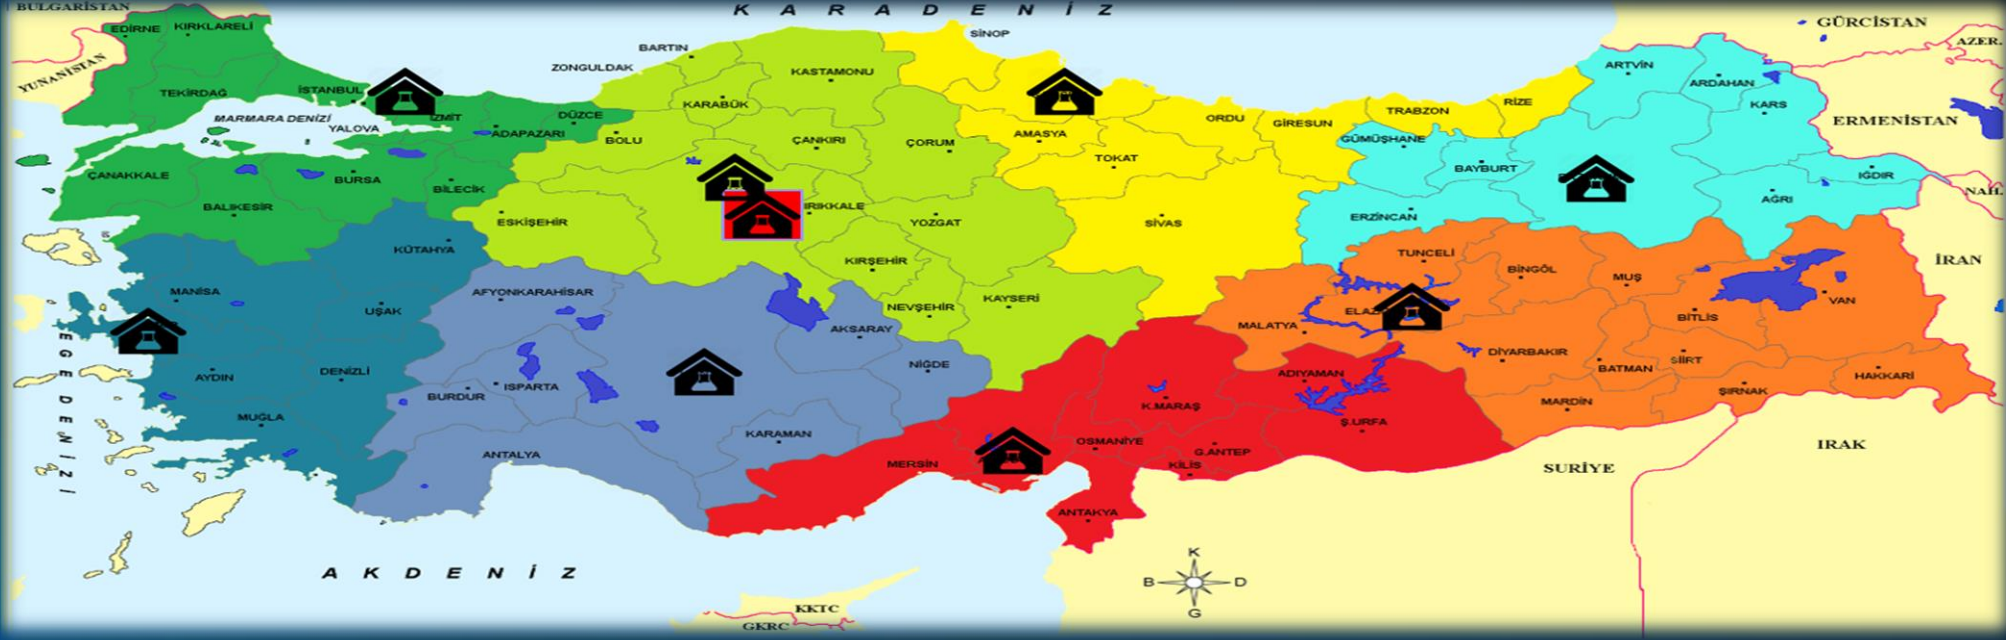 BULGARİSTAN
K A R A D E N İ Z
GÜRCİSTAN
EDİRNE
KIRKLARELİ
SİNOP
AZER.
BARTIN
ZONGULDAK
KASTAMONU
ARTVİN
ARDAHAN
YUNANİSTAN
TEKİRDAĞ
İSTANBUL
KARABÜK
KARS
TRABZON
RİZE
MARMARA DENİZİ
YALOVA
İZMİT
DÜZCE
ADAPAZARI
ORDU
GİRESUN
ERMENİSTAN
BOLU
ÇANKIRI
ÇORUM
AMASYA
GÜMÜŞHANE
TOKAT
BAYBURT
IĞDIR
ÇANAKKALE
BURSA
BİLECİK
NAH.
AĞRI
BALIKESİR
ESKİŞEHİR
IRIKKALE
YOZGAT
SİVAS
ERZİNCAN
KÜTAHYA
KIRŞEHİR
TUNCELİ
BİNGÖL
MUŞ
İRAN
MANİSA
AFYONKARAHİSAR
NEVŞEHİR
KAYSERİ
VAN
UŞAK
AKSARAY
MALATYA
ELAZ
BİTLİS
EGE DENİZİ
AYDIN
DENİZLİ
BURDUR
ISPARTA
NİĞDE
ADIYAMAN
DİYARBAKIR
BATMAN
SİİRT
ŞIRNAK
HAKKARİ
MUĞLA
K.MARAŞ
MARDİN
KARAMAN
Ş.URFA
ANTALYA
MERSİN
OSMANİYE
G.ANTEP
KİLİS
SURİYE
IRAK
ANTAKYA
A K D E N İ Z
K
B
D
G
KKTC
GKRC